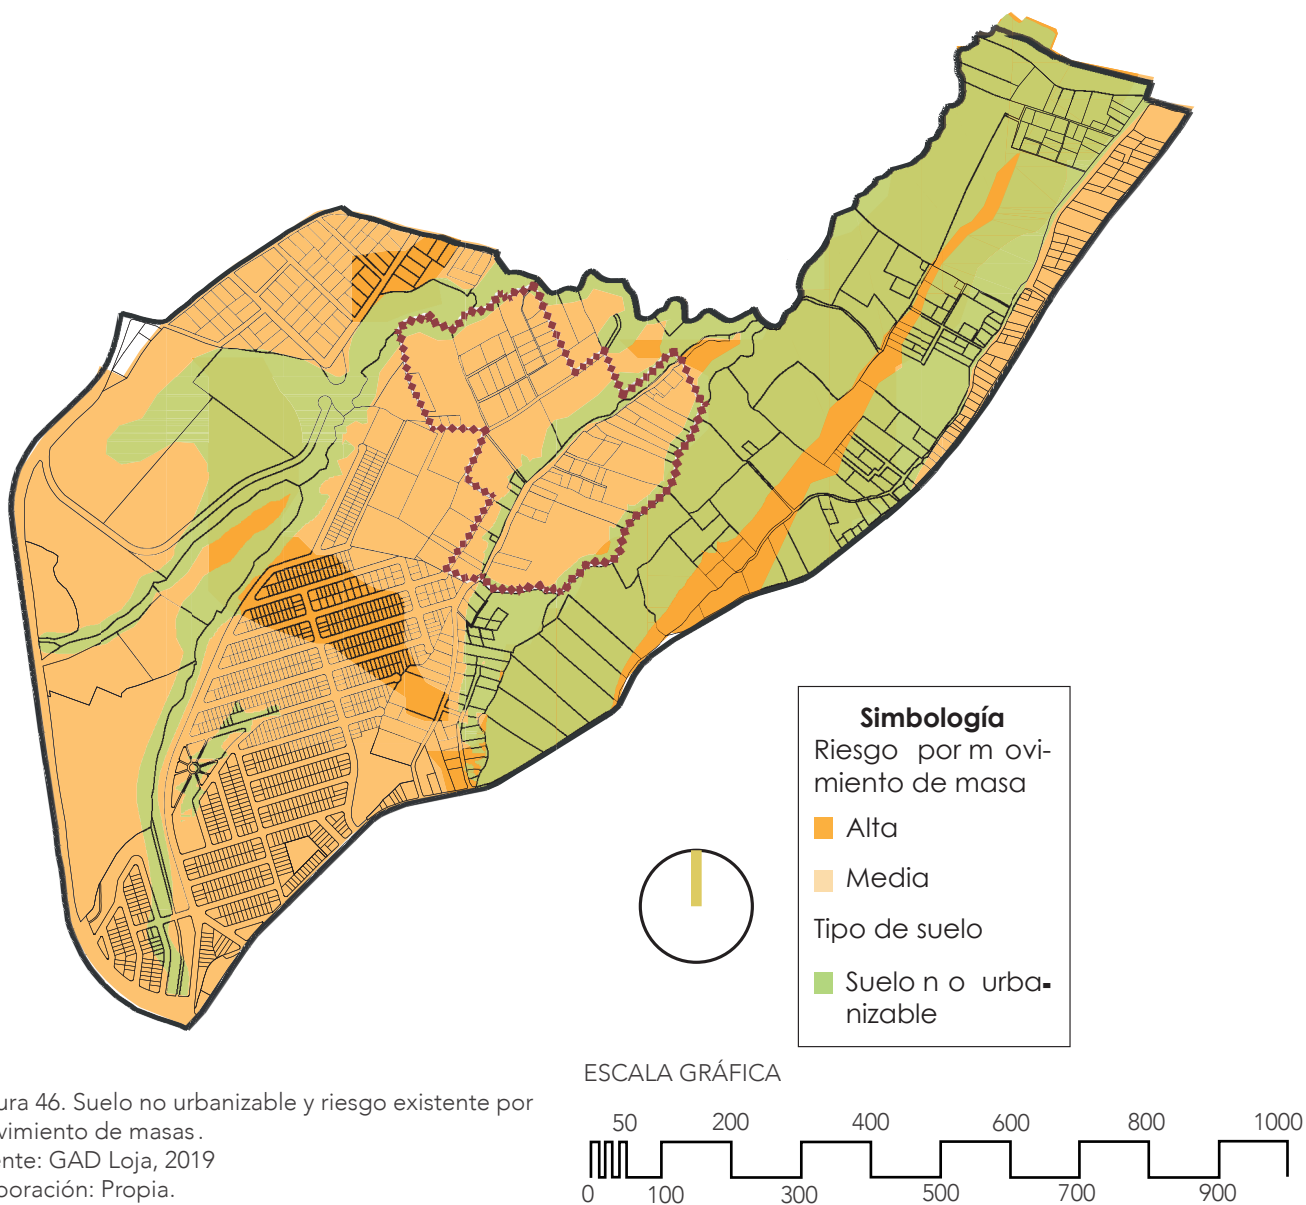 Simbología
Riesgo por m ovi-
miento de masa
Alta
Media
Tipo de suelo
Suelo n o urba-
nizable
ESCALA GRÁFICA
50 200 400 600 800 1000
0 100 300 500 700 900
ura 46. Suelo no urbanizable y riesgo existente por
vimiento de masas.
nte: GAD Loja, 2019
boración: Propia.